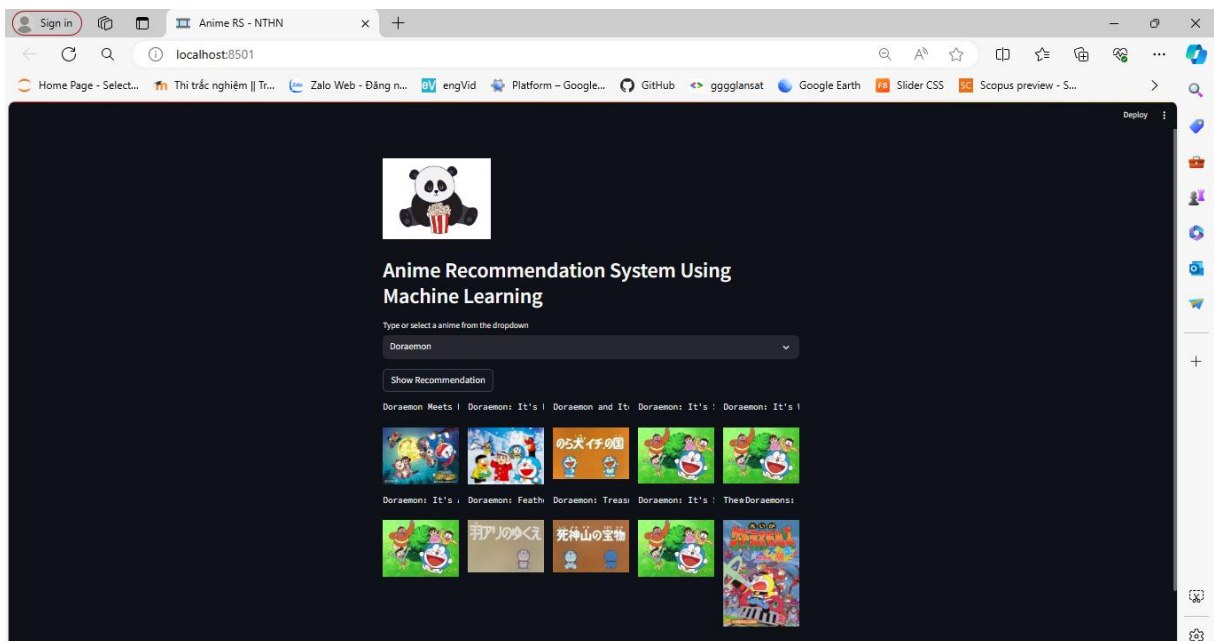 Sign in
Anime RS - NTHN
localhost:8501
Home Page - Select... Thi trắc nghiệm || Tr... Zalo Web - Đăng n... engVid Platform – Google... GitHub gggglansat Google Earth Slider CSS Scopus preview - S...
Deploy
Anime Recommendation System Using
Machine Learning
Type or select a anime from the dropdown
Doraemon
Show Recommendation
Doraemon Meets Doraemon: It's Doraemon and It Doraemon: It's Doraemon: It's
のら犬イチの国
Doraemon: It's Doraemon: Feath Doraemon: Treas Doraemon: It's The☆Doraemons:
羽アリのゆくえ 死神山の宝物